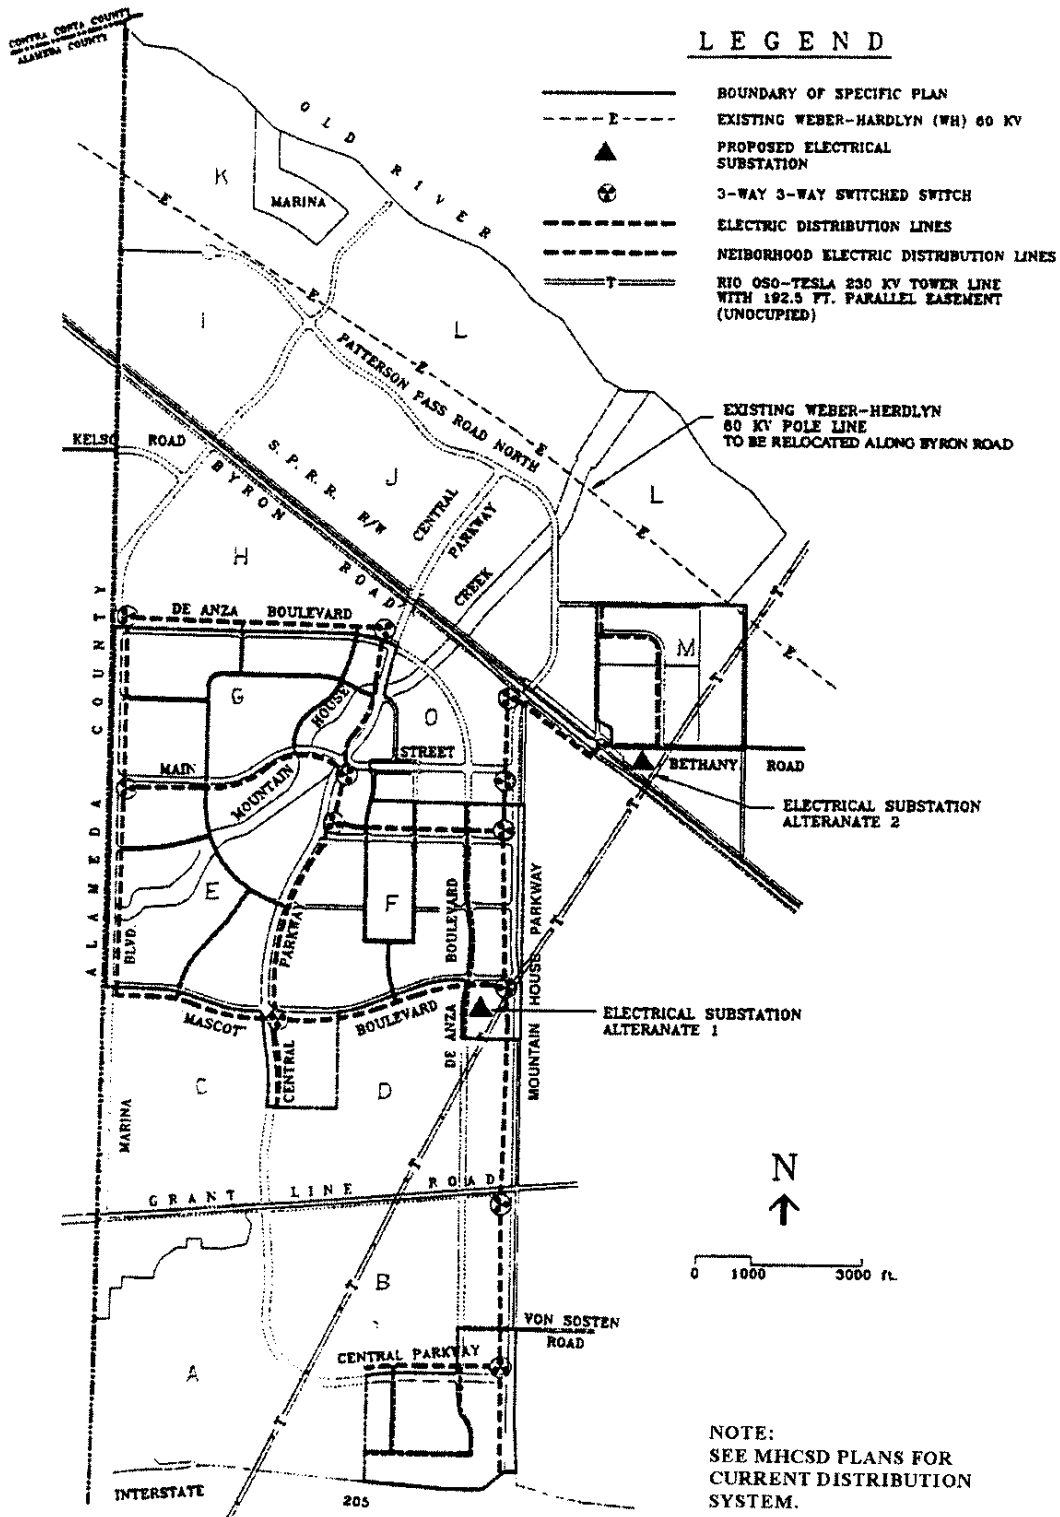 CONTRA COSTA COUNTY
ALAMEDA COUNTY
LEGEND
BOUNDARY OF SPECIFIC PLAN
E
EXISTING WEBER-HARDLYN (WH) 60 KV
PROPOSED ELECTRICAL
SUBSTATION
3-WAY 3-WAY SWITCHED SWITCH
ELECTRIC DISTRIBUTION LINES
NEIBORHOOD ELECTRIC DISTRIBUTION LINES
T
RIO OSO-TESLA 230 KV TOWER LINE
WITH 192.5 FT. PARALLEL EASEMENT
(UNOCUPIED)
OLD RIVER
K
MARINA
E
E
I
L
E
PATTERSON PASS ROAD NORTH
E
EXISTING WEBER-HERDLYN
60 KV POLE LINE
TO BE RELOCATED ALONG BYRON ROAD
KELSO ROAD
S. P. R. R. R/W
BYRON ROAD
J
CENTRAL
PARKWAY
L
E
H
CREEK
T
DE ANZA BOULEVARD
M
E
T
G
HOUSE
O
STREET
MAIN
MOUNTAIN
BETHANY ROAD
T
ELECTRICAL SUBSTATION
ALTERANATE 2
ALAMEDA COUNTY
E
F
BOULEVARD
T
BLVD.
PARKWAY
MOUNTAIN HOUSE PARKWAY
MASCOT
BOULEVARD
DE ANZA
ELECTRICAL SUBSTATION
ALTERANATE 1
CENTRAL
C
D
MARINA
T
N
GRANT LINE ROAD
0 1000 3000 ft.
T
B
VON SOSTEN
ROAD
CENTRAL PARKWAY
A
T
INTERSTATE
205
NOTE:
SEE MHCSD PLANS FOR
CURRENT DISTRIBUTION
SYSTEM.